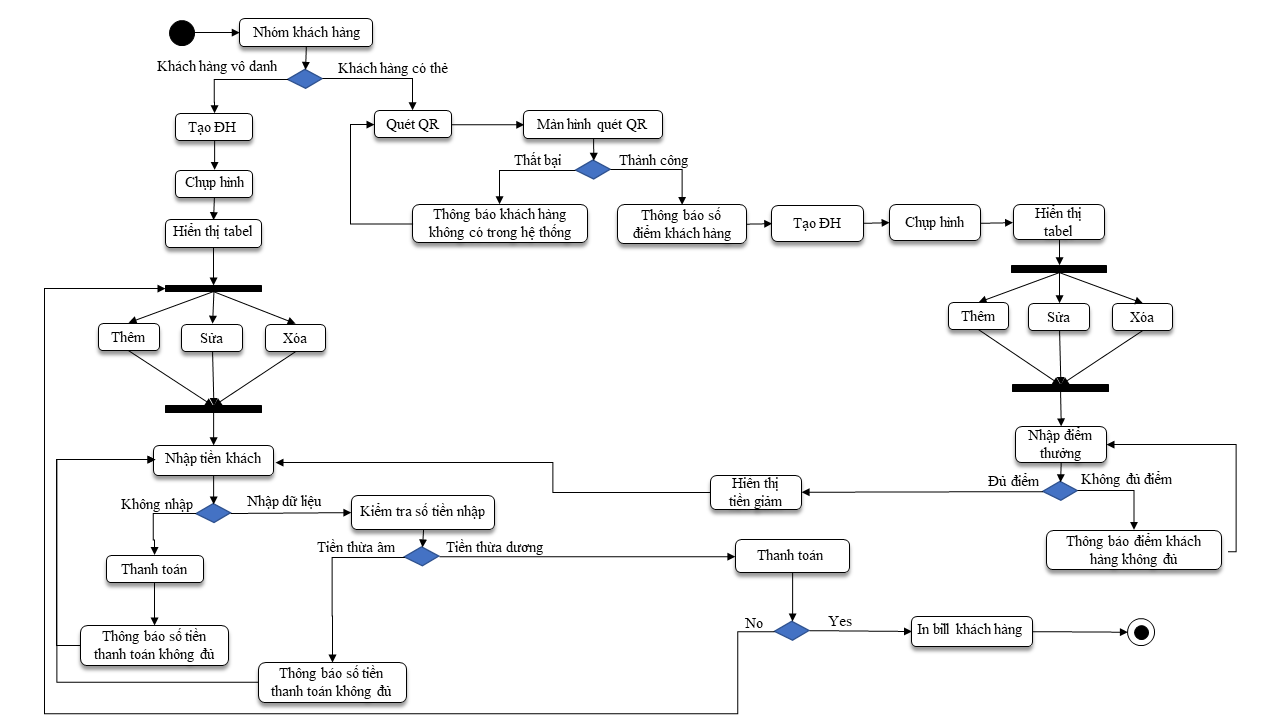 Nhóm khách hàng
Khách hàng vô danh
Khách hàng có thẻ
Tạo ĐH
Quét QR
Màn hình quét QR
Thất bại
Thành công
Chụp hình
Thông báo khách hàng
không có trong hệ thống
Thông báo số
điểm khách hàng
Tạo ĐH
Chụp hình
Hiển thị
tabel
Hiển thị tabel
Thêm
Sửa
Xóa
Thêm
Sửa
Xóa
Nhập điểm
thưởng
Nhập tiền khách
Đủ điểm
Không đủ điểm
Hiên thị
tiền giảm
Không nhập
Nhập dữ liệu
Kiểm tra số tiền nhập
Tiền thừa âm
Tiền thừa dương
Thanh toán
Thông báo điểm khách
hàng không đủ
Thanh toán
No
Yes
In bill khách hàng
Thông báo số tiền
thanh toán không đủ
Thông báo số tiền
thanh toán không đủ